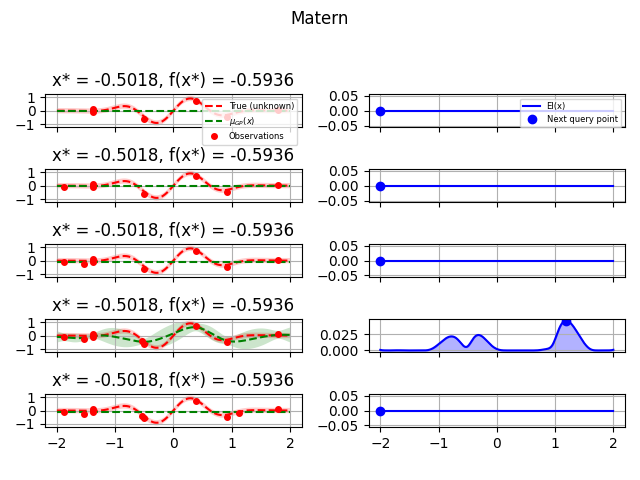 Matern
x* = -0.5018, f(x*) = -0.5936
1
0
−1
True (unknown)
μGP(x)
Observations
0.05
0.00
−0.05
EI(x)
Next query point
x* = -0.5018, f(x*) = -0.5936
1
0
−1
0.05
0.00
−0.05
x* = -0.5018, f(x*) = -0.5936
1
0
−1
0.05
0.00
−0.05
x* = -0.5018, f(x*) = -0.5936
1
0
−1
0.025
0.000
x* = -0.5018, f(x*) = -0.5936
1
0
−1
−2 −1 0 1 2
0.05
0.00
−0.05
−2 −1 0 1 2